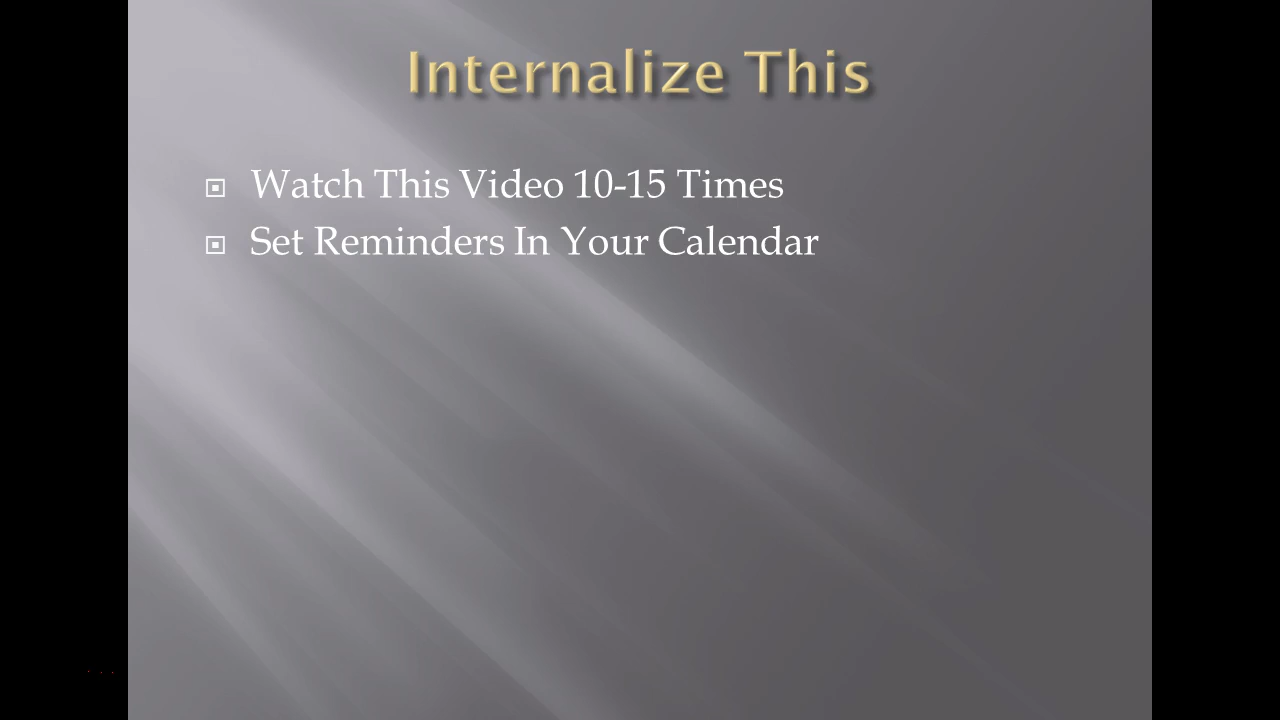 Internalize This
Watch This Video 10-15 Times
Set Reminders In Your Calendar